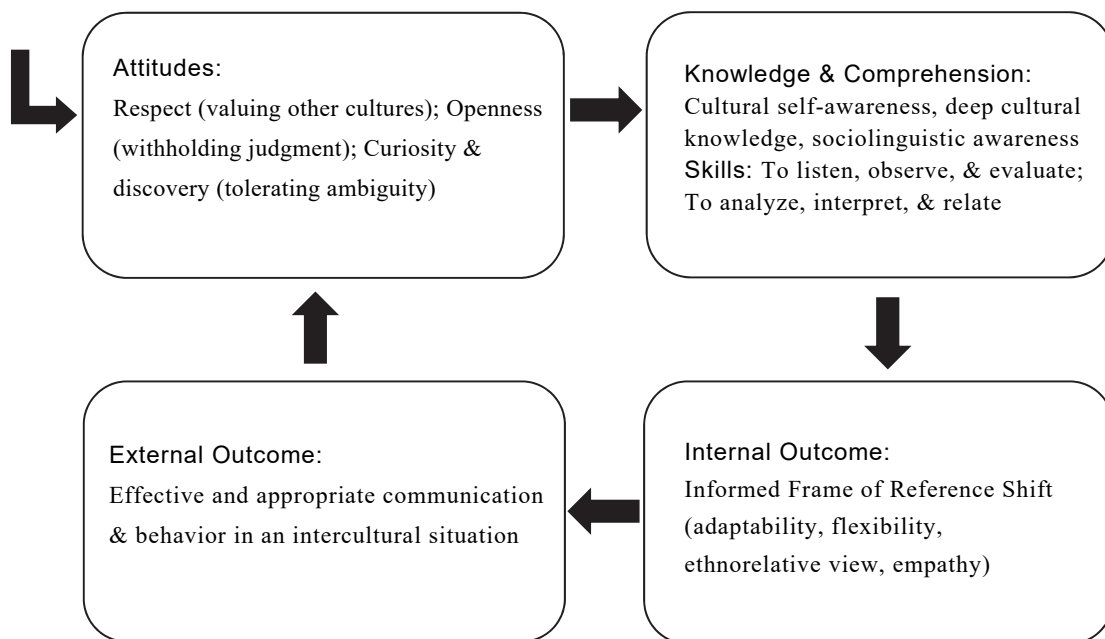 Attitudes:
Respect (valuing other cultures); Openness
(withholding judgment); Curiosity &
discovery (tolerating ambiguity)
Knowledge & Comprehension:
Cultural self-awareness, deep cultural
knowledge, sociolinguistic awareness
Skills: To listen, observe, & evaluate;
To analyze, interpret, & relate
External Outcome:
Effective and appropriate communication
& behavior in an intercultural situation
Internal Outcome:
Informed Frame of Reference Shift
(adaptability, flexibility,
ethnorelative view, empathy)